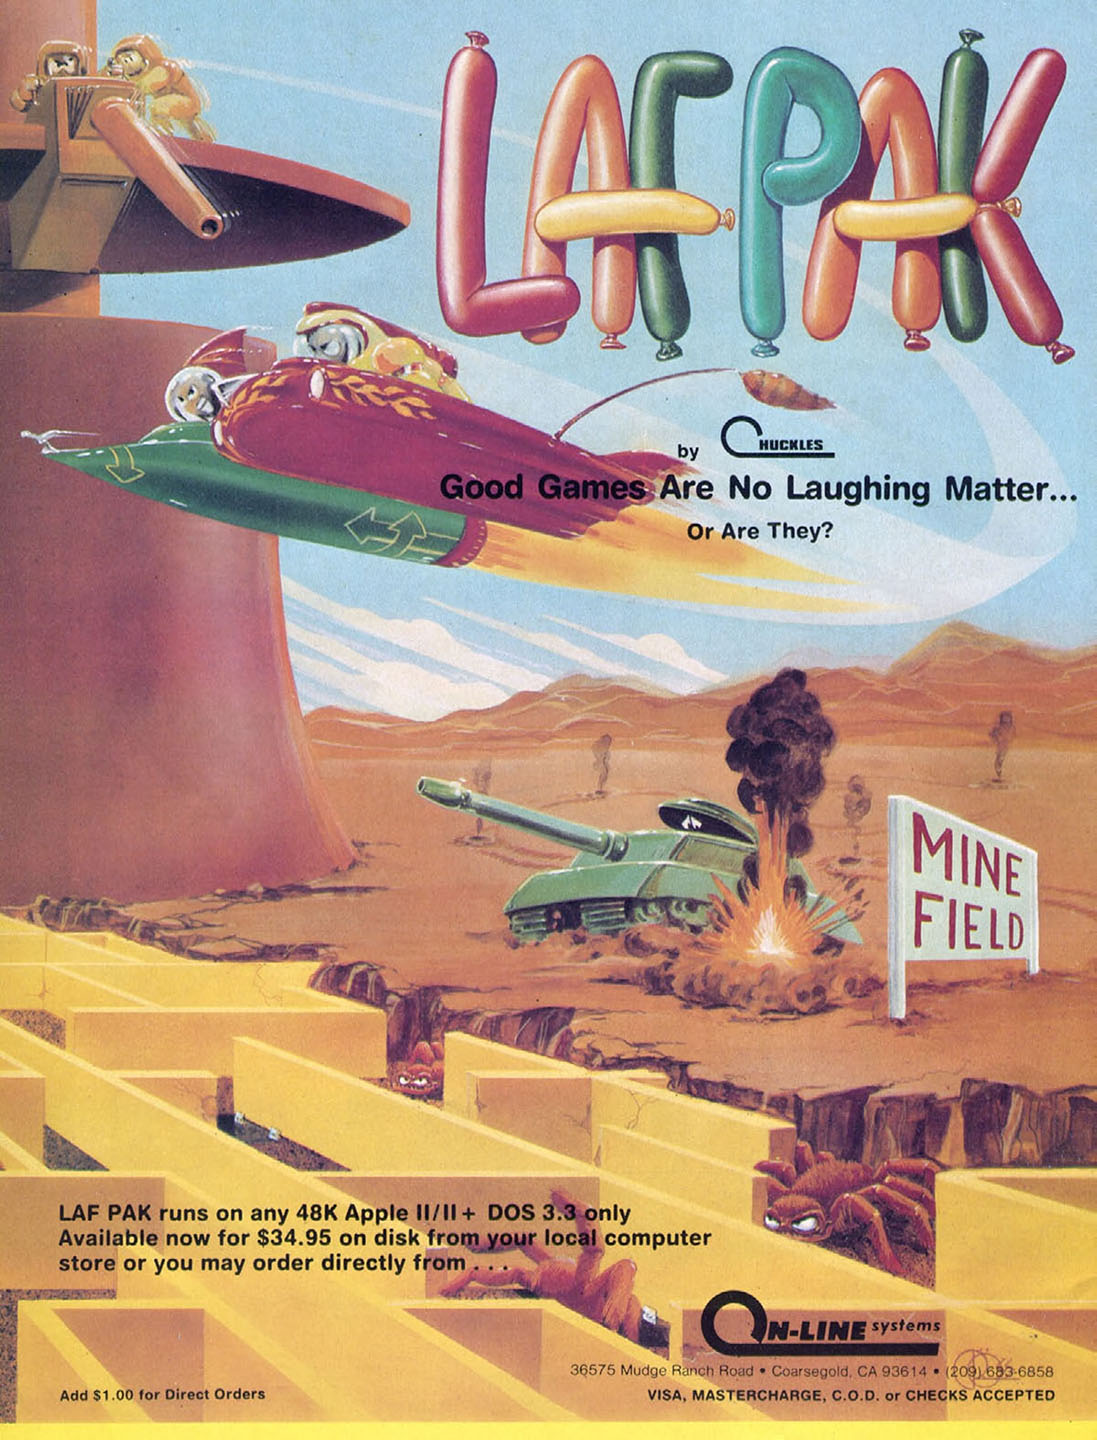 LAF PAK
by CHUCKLES
Good Games Are No Laughing Matter...
Or Are They?
MINE
FIELD
LAF PAK runs on any 48K Apple II/II+ DOS 3.3 only
Available now for $34.95 on disk from your local computer
store or you may order directly from . . .
ON-LINE systems
36575 Mudge Ranch Road • Coarsegold, CA 93614 • (209) 683-6858
Add $1.00 for Direct Orders
VISA, MASTERCHARGE, C.O.D. or CHECKS ACCEPTED